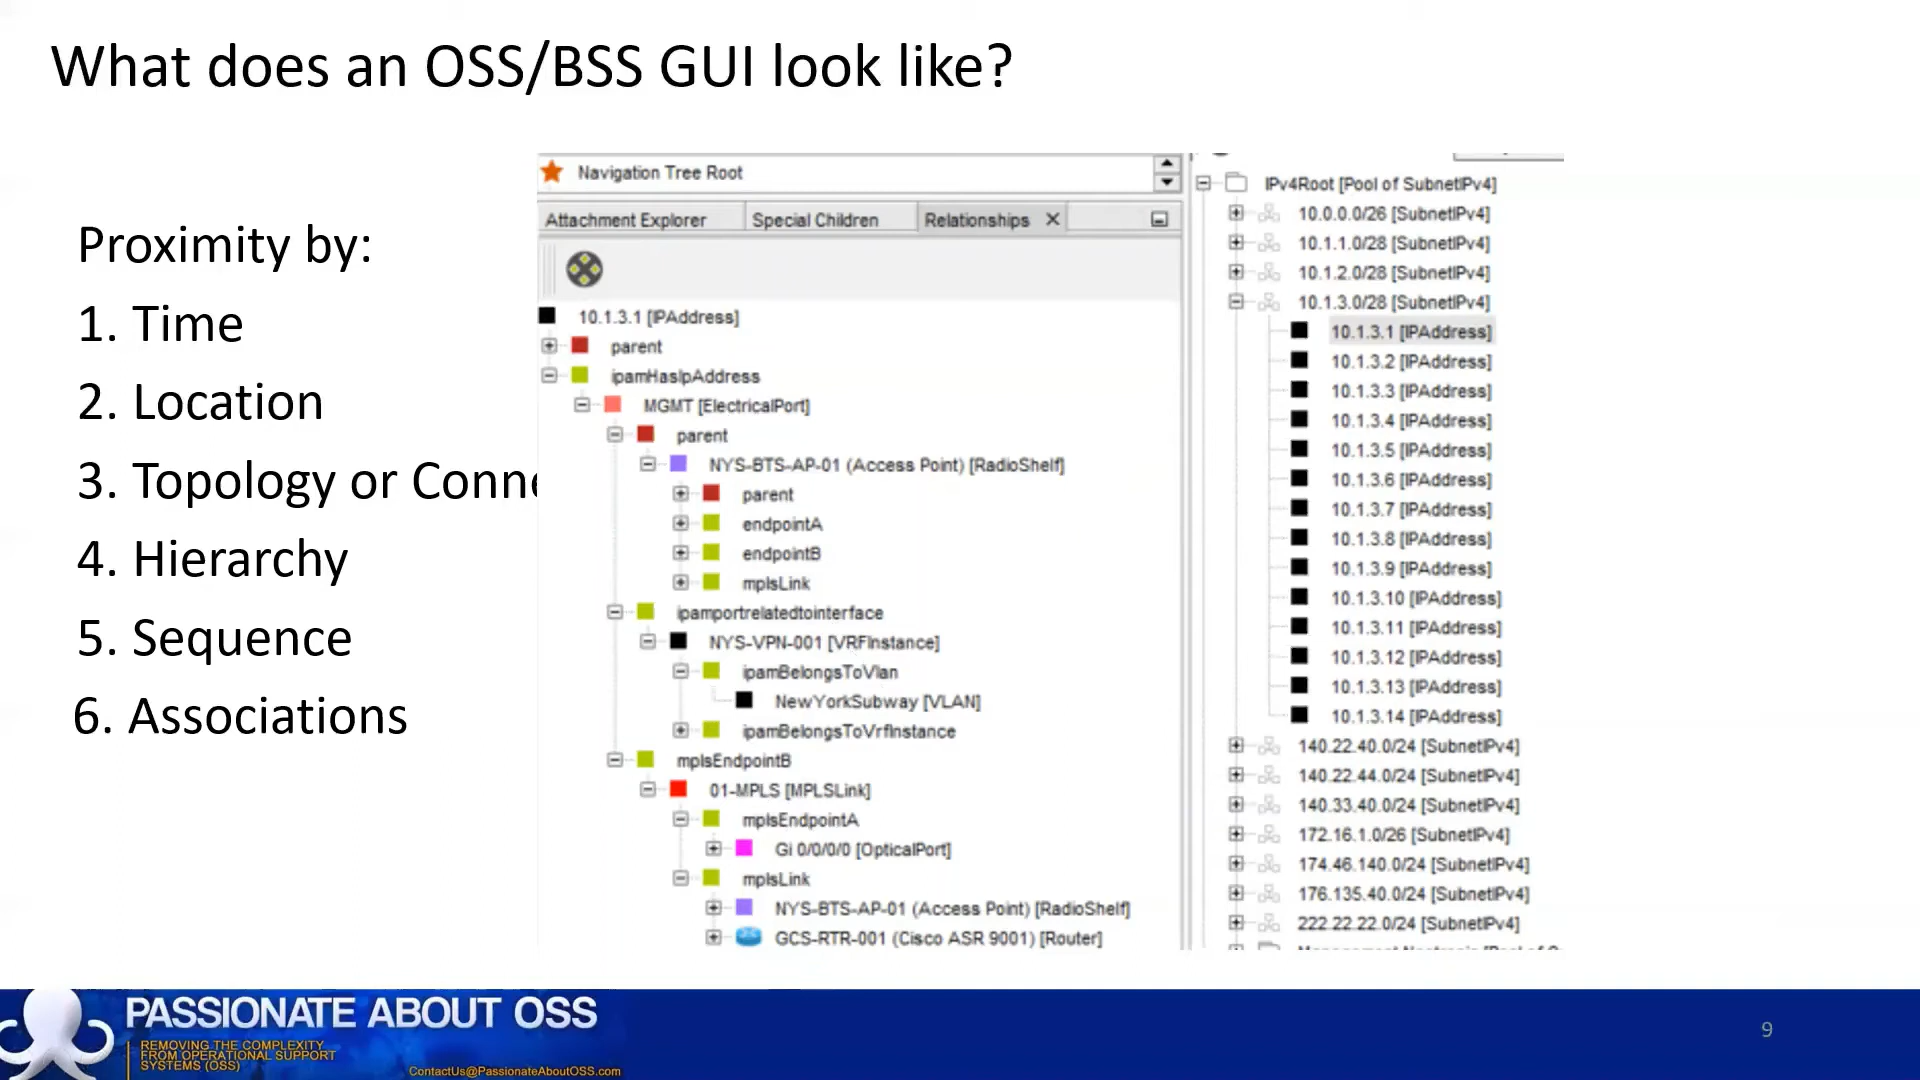 What does an OSS/BSS GUI look like?
Proximity by:
1. Time
2. Location
3. Topology or Conne
4. Hierarchy
5. Sequence
6. Associations
Navigation Tree Root
Attachment Explorer
Special Children
Relationships
10.1.3.1 [IPAddress]
parent
ipamHasIpAddress
MGMT [ElectricalPort]
parent
NYS-BTS-AP-01 (Access Point) [RadioShelf]
parent
endpointA
endpointB
mplsLink
ipamportrelatedtointerface
NYS-VPN-001 [VRFInstance]
ipamBelongsToVlan
NewYorkSubway [VLAN]
ipamBelongsToVrfInstance
mplsEndpointB
01-MPLS [MPLSLink]
mplsEndpointA
Gi 0/0/0/0 [OpticalPort]
mplsLink
NYS-BTS-AP-01 (Access Point) [RadioShelf]
GCS-RTR-001 (Cisco ASR 9001) [Router]
IPv4Root [Pool of SubnetIPv4]
10.0.0.0/26 [SubnetIPv4]
10.1.1.0/28 [SubnetIPv4]
10.1.2.0/28 [SubnetIPv4]
10.1.3.0/28 [SubnetIPv4]
10.1.3.1 [IPAddress]
10.1.3.2 [IPAddress]
10.1.3.3 [IPAddress]
10.1.3.4 [IPAddress]
10.1.3.5 [IPAddress]
10.1.3.6 [IPAddress]
10.1.3.7 [IPAddress]
10.1.3.8 [IPAddress]
10.1.3.9 [IPAddress]
10.1.3.10 [IPAddress]
10.1.3.11 [IPAddress]
10.1.3.12 [IPAddress]
10.1.3.13 [IPAddress]
10.1.3.14 [IPAddress]
140.22.40.0/24 [SubnetIPv4]
140.22.44.0/24 [SubnetIPv4]
140.33.40.0/24 [SubnetIPv4]
172.16.1.0/26 [SubnetIPv4]
174.46.140.0/24 [SubnetIPv4]
176.135.40.0/24 [SubnetIPv4]
222.22.22.0/24 [SubnetIPv4]
PASSIONATE ABOUT OSS
REMOVING THE COMPLEXITY
FROM OPERATIONAL SUPPORT
SYSTEMS (OSS)
ContactUs@PassionateAboutOSS.com
9